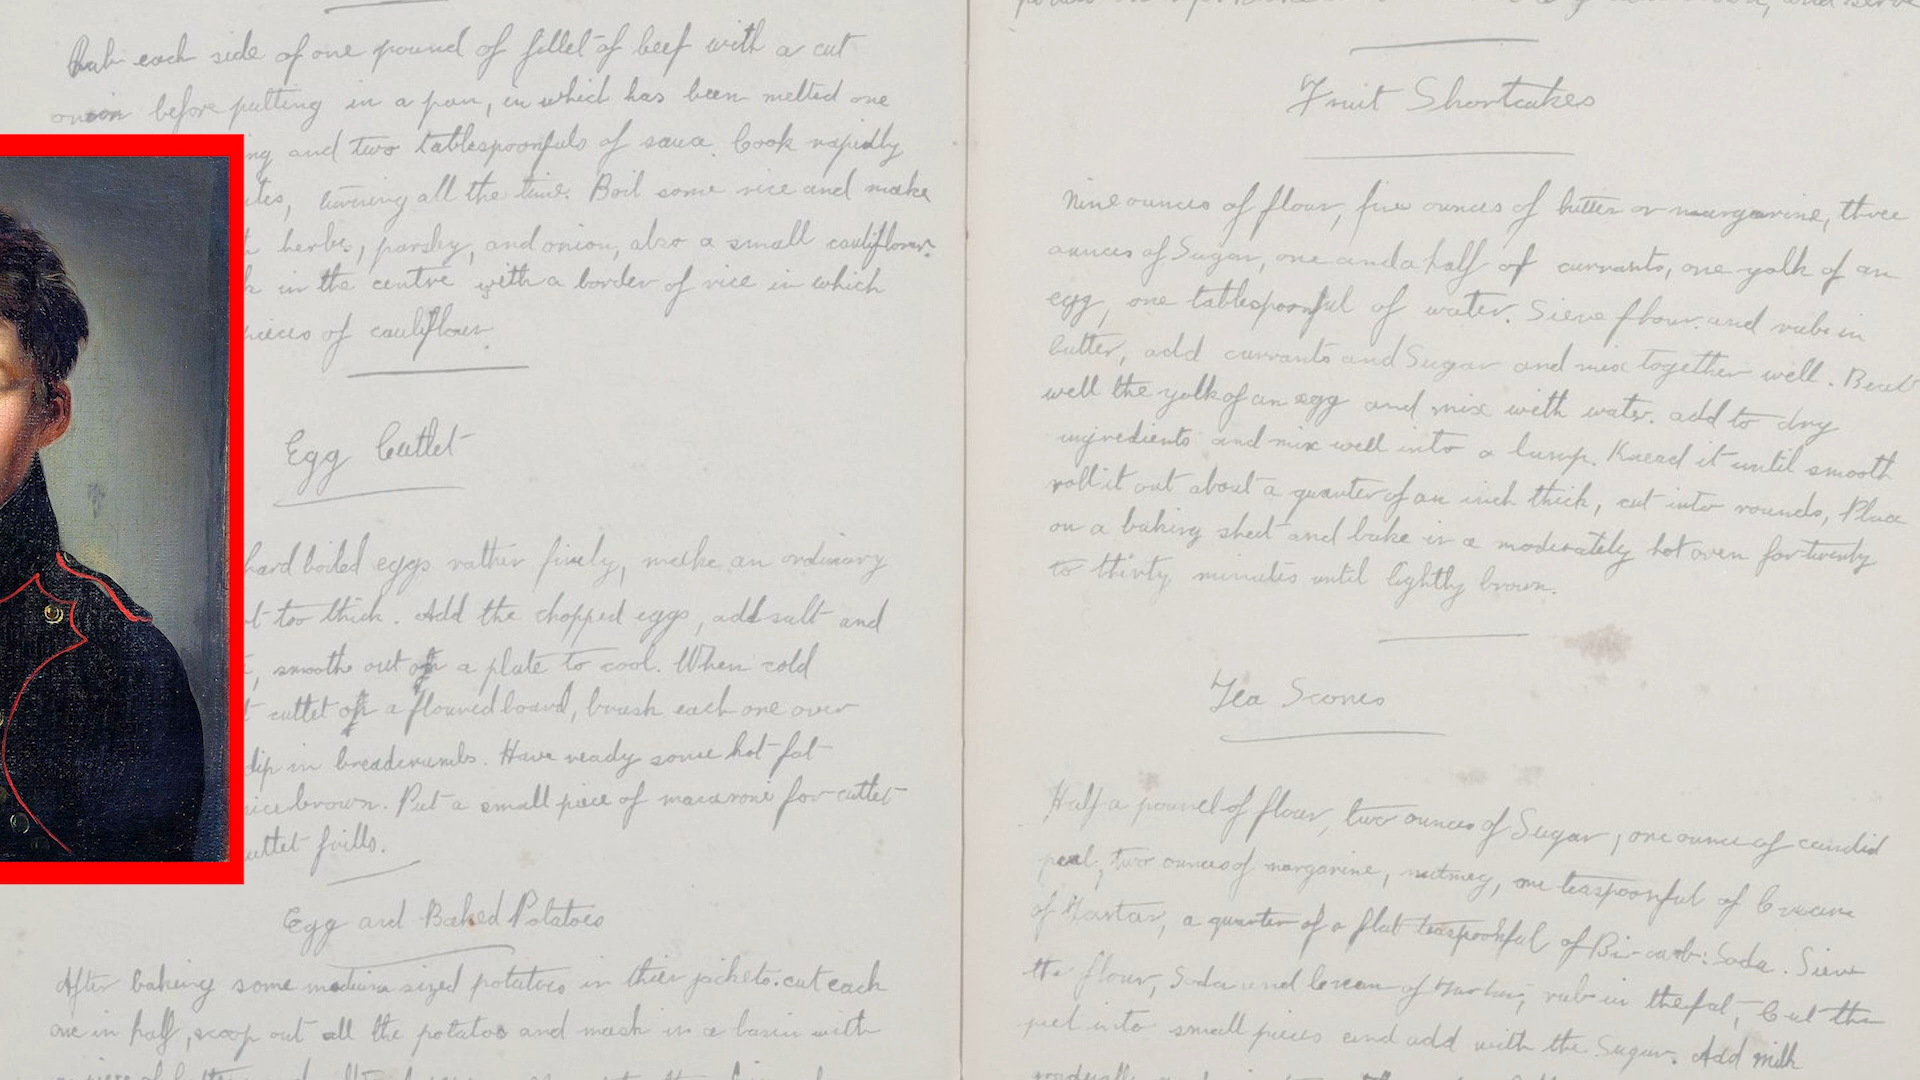 Rub each side of one pound of fillet of beef with a cut
onion before putting in a pan, in which has been melted one
ng and two tablespoonfuls of sauce. Cook rapidly
utes, turning all the time. Boil some rice and make
herbs, parsley, and onion, also a small cauliflower.
k in the centre with a border of rice in which
pieces of cauliflower.
Egg Cutlet
hard boiled eggs rather finely, make an ordinary
t too thick. Add the chopped eggs, add salt and
, smooth out on a plate to cool. When cold
t cutlet on a floured board, brush each one over
dip in breadcrumbs. Have ready some hot fat
nice brown. Put a small piece of macaroni for cutlet
utlet frills.
Egg and Baked Potatoes
After baking some medium sized potatoes in thier jackets. cut each
one in half, scoop out all the potatoe and mash in a basin with
Fruit Shortcakes
Nine ounces of flour, five ounces of butter or margarine, three
ounces of Sugar, one and a half of currants, one yolk of an
egg, one tablespoonful of water. Sieve flour and rub in
butter, add currants and Sugar and mix together well. Beat
well the yolk of an egg and mix with water. add to dry
ingredients and mix well into a lump. Knead it until smooth
roll it out about a quarter of an inch thick, cut into rounds, Place
on a baking sheet and bake in a moderately hot oven for twenty
to thirty minutes until lightly brown.
Tea Scones
Half a pound of flour, two ounces of Sugar, one ounce of candid
peel, two ounces of margarine, nutmeg, one teaspoonful of Cream
of Tartar, a quarter of a flat teaspoonful of Bi-carb: Soda. Sieve
the flour, Soda and Cream of Tartar, rub in the fat, Cut the
peel into small pieces and add with the Sugar. Add milk